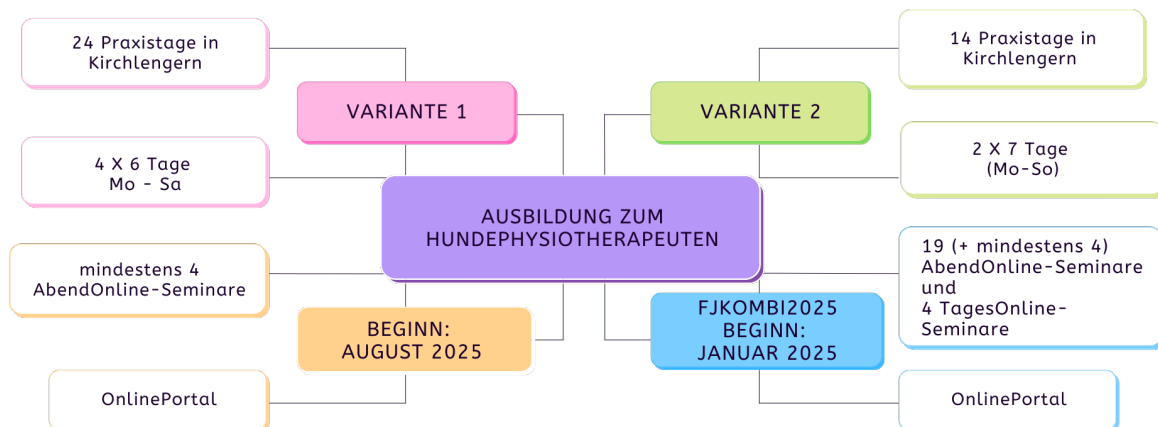 24 Praxistage in
Kirchlengern
VARIANTE 1
4 X 6 Tage
Mo - Sa
14 Praxistage in
Kirchlengern
VARIANTE 2
2 X 7 Tage
(Mo-So)
AUSBILDUNG ZUM
HUNDEPHYSIOTHERAPEUTEN
mindestens 4
AbendOnline-Seminare
BEGINN:
AUGUST 2025
OnlinePortal
19 (+ mindestens 4)
AbendOnline-Seminare
und
4 TagesOnline-
Seminare
FJKOMBI2025
BEGINN:
JANUAR 2025
OnlinePortal